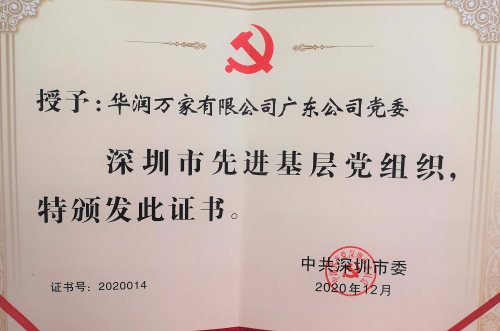 授予：华润万家有限公司广东公司党委
深圳市先进基层党组织，
特颁发此证书。
中共深圳市委
证书号：2020014
2020年12月